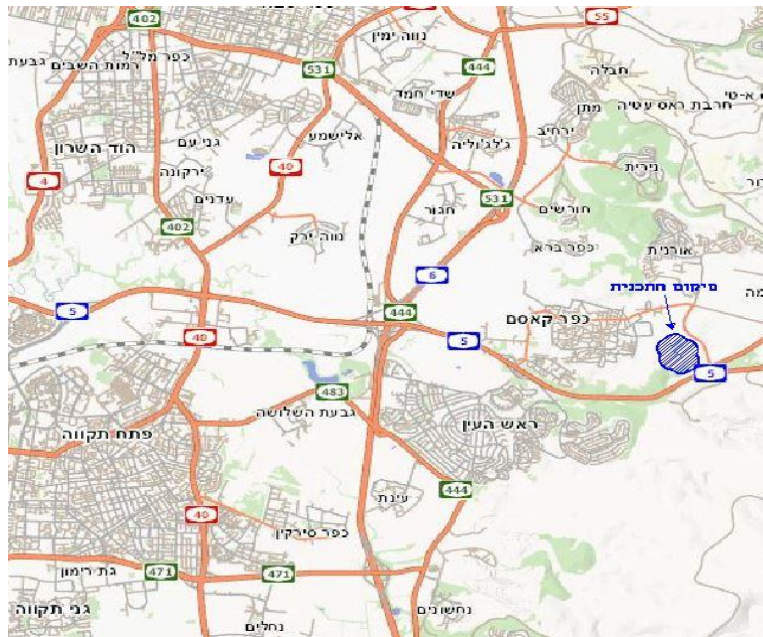 402
55
נווה ימין
כפר מל"ל
רמות השבים
גבעת
531
444
חבלה
שדי חמד
מתן
חרבת ראס עטיה
אלישמע
גני עם
ג'לג'וליה
ירחיב
הוד השרון
40
4
ירקונה
נירית
עדנים
531
חורשים
חגור
402
נווה ירק
כפר ברא
אורנית
6
מיקום התכנית
5
444
כפר קאסם
40
5
5
483
גבעת השלושה
ראש העין
פתח תקווה
444
עינת
40
כפר סירקין
גת רימון
471
471
גני תקווה
נחשונים
נחלים